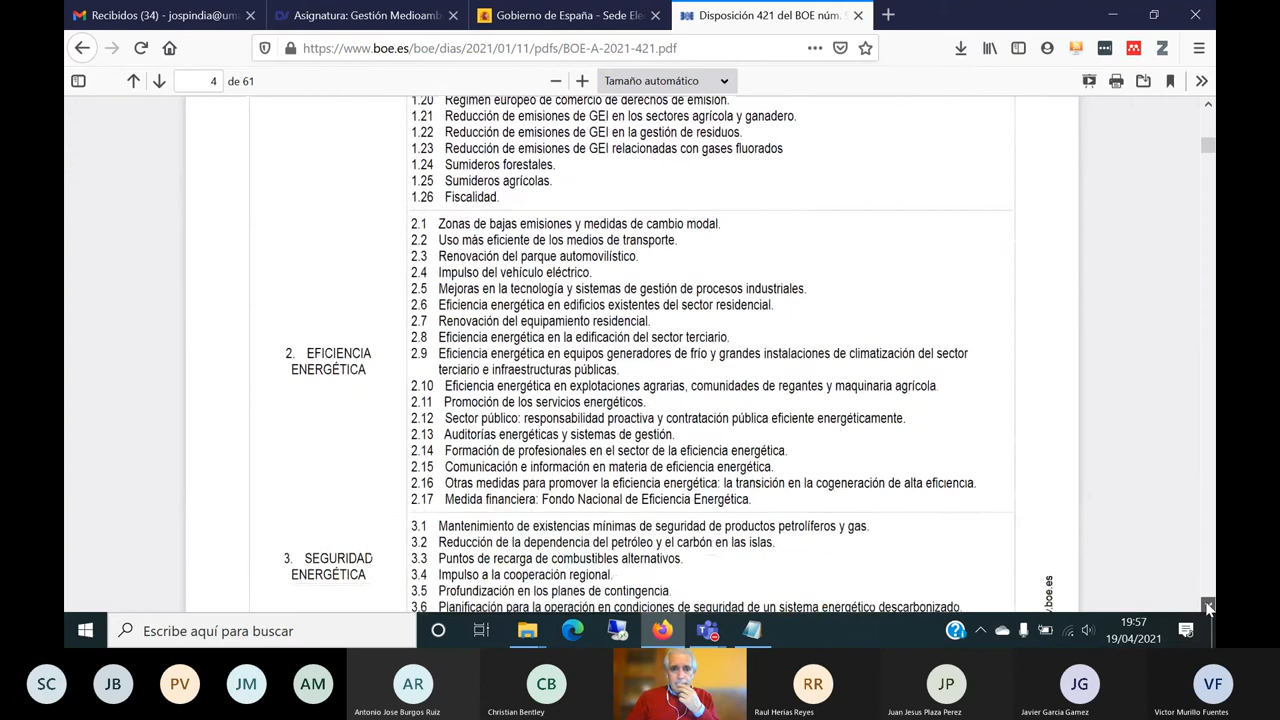 Recibidos (34) - jospindia@uma
Asignatura: Gestión Medioamb
Gobierno de España - Sede Ele
Disposición 421 del BOE núm.
https://www.boe.es/boe/dias/2021/01/11/pdfs/BOE-A-2021-421.pdf
4 de 61
Tamaño automático
1.20 Régimen europeo de comercio de derechos de emisión.
1.21 Reducción de emisiones de GEI en los sectores agrícola y ganadero.
1.22 Reducción de emisiones de GEI en la gestión de residuos.
1.23 Reducción de emisiones de GEI relacionadas con gases fluorados
1.24 Sumideros forestales.
1.25 Sumideros agrícolas.
1.26 Fiscalidad.
2. EFICIENCIA
ENERGÉTICA
2.1 Zonas de bajas emisiones y medidas de cambio modal.
2.2 Uso más eficiente de los medios de transporte.
2.3 Renovación del parque automovilístico.
2.4 Impulso del vehículo eléctrico.
2.5 Mejoras en la tecnología y sistemas de gestión de procesos industriales.
2.6 Eficiencia energética en edificios existentes del sector residencial.
2.7 Renovación del equipamiento residencial.
2.8 Eficiencia energética en la edificación del sector terciario.
2.9 Eficiencia energética en equipos generadores de frío y grandes instalaciones de climatización del sector
terciario e infraestructuras públicas.
2.10 Eficiencia energética en explotaciones agrarias, comunidades de regantes y maquinaria agrícola.
2.11 Promoción de los servicios energéticos.
2.12 Sector público: responsabilidad proactiva y contratación pública eficiente energéticamente.
2.13 Auditorías energéticas y sistemas de gestión.
2.14 Formación de profesionales en el sector de la eficiencia energética.
2.15 Comunicación e información en materia de eficiencia energética.
2.16 Otras medidas para promover la eficiencia energética: la transición en la cogeneración de alta eficiencia.
2.17 Medida financiera: Fondo Nacional de Eficiencia Energética.
3. SEGURIDAD
ENERGÉTICA
3.1 Mantenimiento de existencias mínimas de seguridad de productos petrolíferos y gas.
3.2 Reducción de la dependencia del petróleo y el carbón en las islas.
3.3 Puntos de recarga de combustibles alternativos.
3.4 Impulso a la cooperación regional.
3.5 Profundización en los planes de contingencia.
3.6 Planificación para la operación en condiciones de seguridad de un sistema energético descarbonizado.
.boe.es
Escribe aquí para buscar
19:57
19/04/2021
SC
JB
PV
JM
AM
AR
Antonio Jose Burgos Ruiz
CB
Christian Bentley
RR
Raul Herias Reyes
JP
Juan Jesus Plaza Perez
JG
Javier Garcia Gamez
VF
Victor Murillo Fuentes